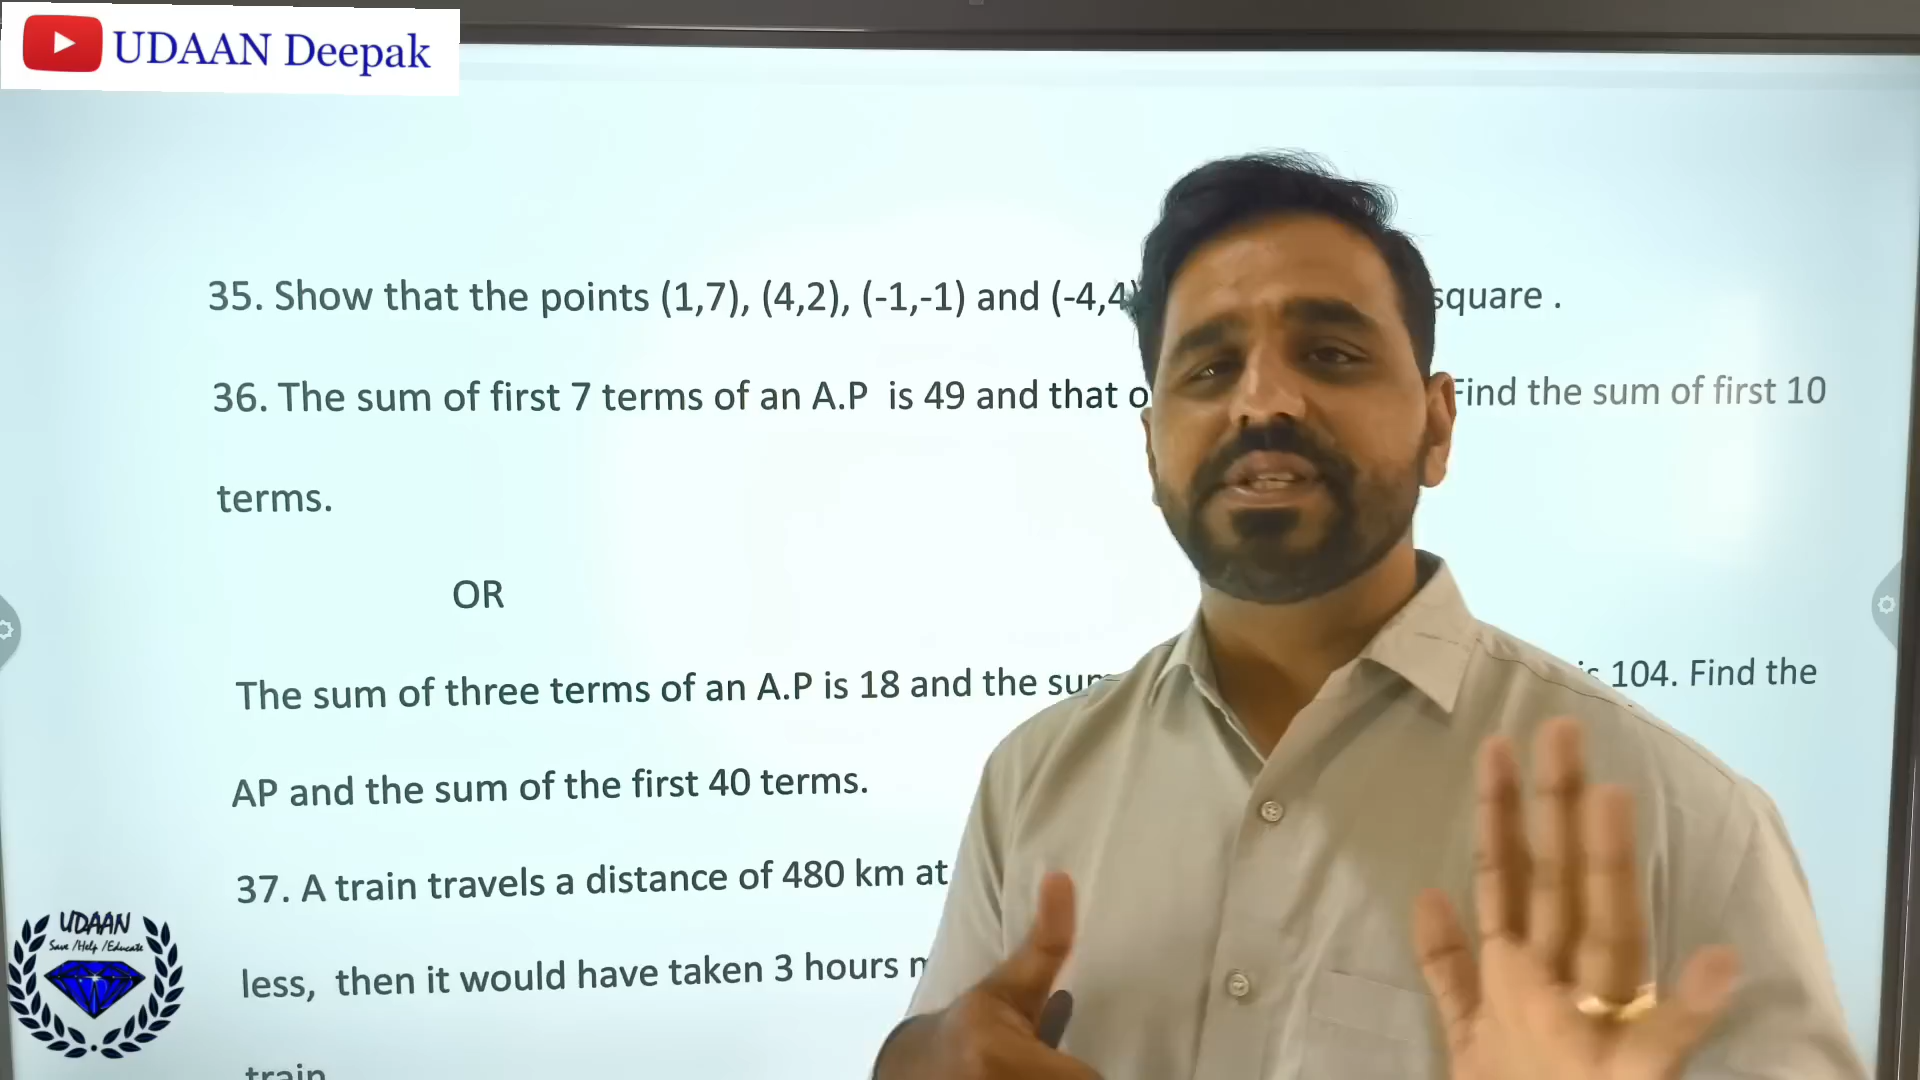 UDAAN Deepak
35. Show that the points (1,7), (4,2), (-1,-1) and (-4,4) square .
36. The sum of first 7 terms of an A.P is 49 and that Find the sum of first 10
terms.
OR
The sum of three terms of an A.P is 18 and the 104. Find the
AP and the sum of the first 40 terms.
37. A train travels a distance of 480 km at
less, then it would have taken 3 hours
train
UDAAN
Save /Help /Educate